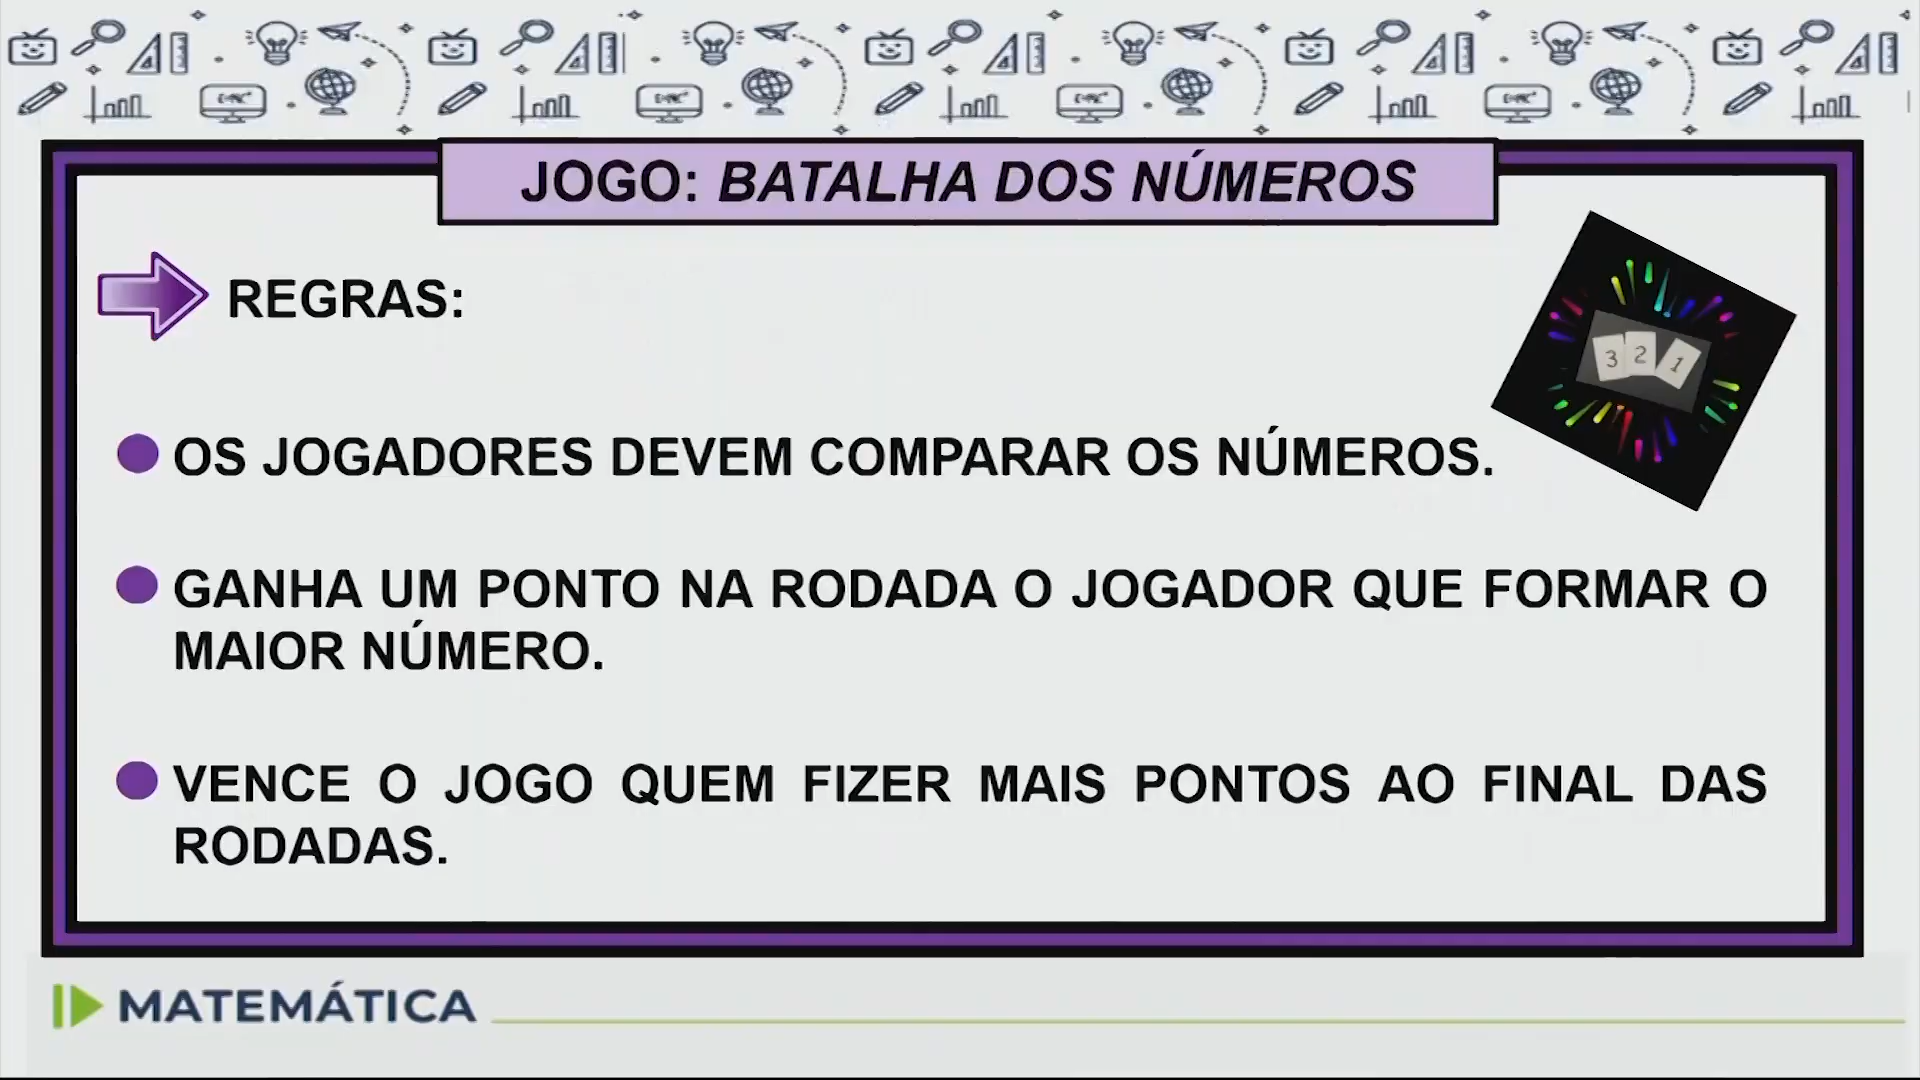 JOGO: BATALHA DOS NÚMEROS
REGRAS:
3 2 1
OS JOGADORES DEVEM COMPARAR OS NÚMEROS.
GANHA UM PONTO NA RODADA O JOGADOR QUE FORMAR O
MAIOR NÚMERO.
VENCE O JOGO QUEM FIZER MAIS PONTOS AO FINAL DAS
RODADAS.
MATEMÁTICA